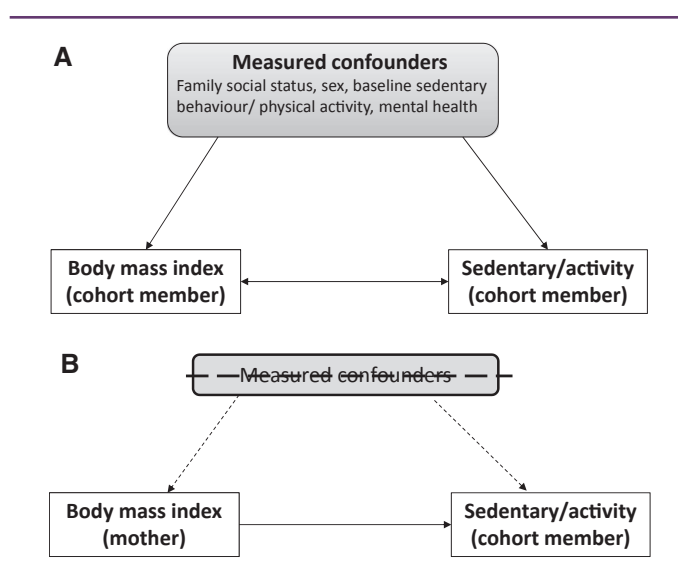 A
Measured confounders
Family social status, sex, baseline sedentary
behaviour/ physical activity, mental health
Body mass index
(cohort member)
Sedentary/activity
(cohort member)
B
Measured confounders
Body mass index
(mother)
Sedentary/activity
(cohort member)